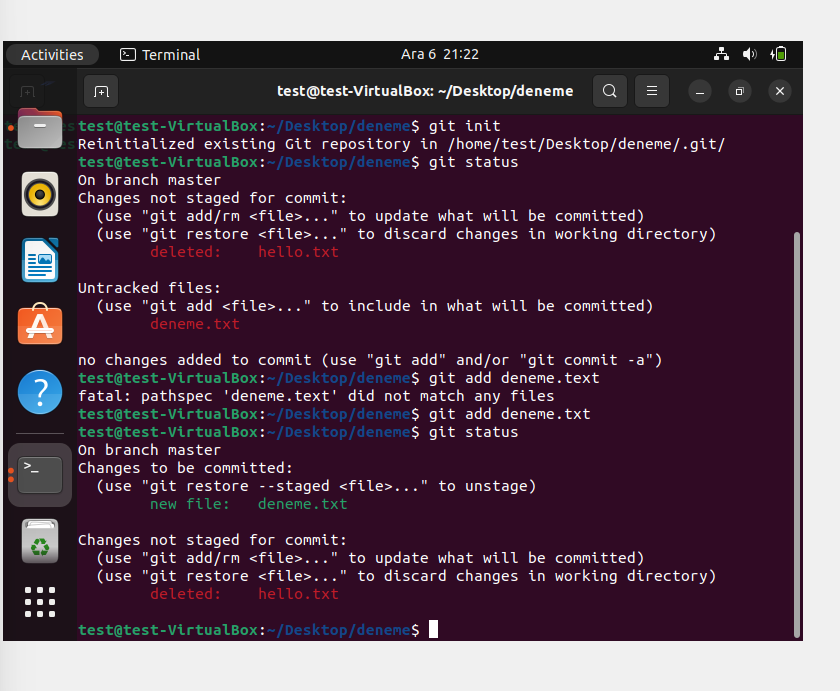 Activities
Terminal
Ara 6 21:22
test@test-VirtualBox: ~/Desktop/deneme
test@test-VirtualBox:~/Desktop/deneme$ git init
Reinitialized existing Git repository in /home/test/Desktop/deneme/.git/
test@test-VirtualBox:~/Desktop/deneme$ git status
On branch master
Changes not staged for commit:
  (use "git add/rm <file>..." to update what will be committed)
  (use "git restore <file>..." to discard changes in working directory)
        deleted:    hello.txt

Untracked files:
  (use "git add <file>..." to include in what will be committed)
        deneme.txt

no changes added to commit (use "git add" and/or "git commit -a")
test@test-VirtualBox:~/Desktop/deneme$ git add deneme.text
fatal: pathspec 'deneme.text' did not match any files
test@test-VirtualBox:~/Desktop/deneme$ git add deneme.txt
test@test-VirtualBox:~/Desktop/deneme$ git status
On branch master
Changes to be committed:
  (use "git restore --staged <file>..." to unstage)
        new file:   deneme.txt

Changes not staged for commit:
  (use "git add/rm <file>..." to update what will be committed)
  (use "git restore <file>..." to discard changes in working directory)
        deleted:    hello.txt

test@test-VirtualBox:~/Desktop/deneme$